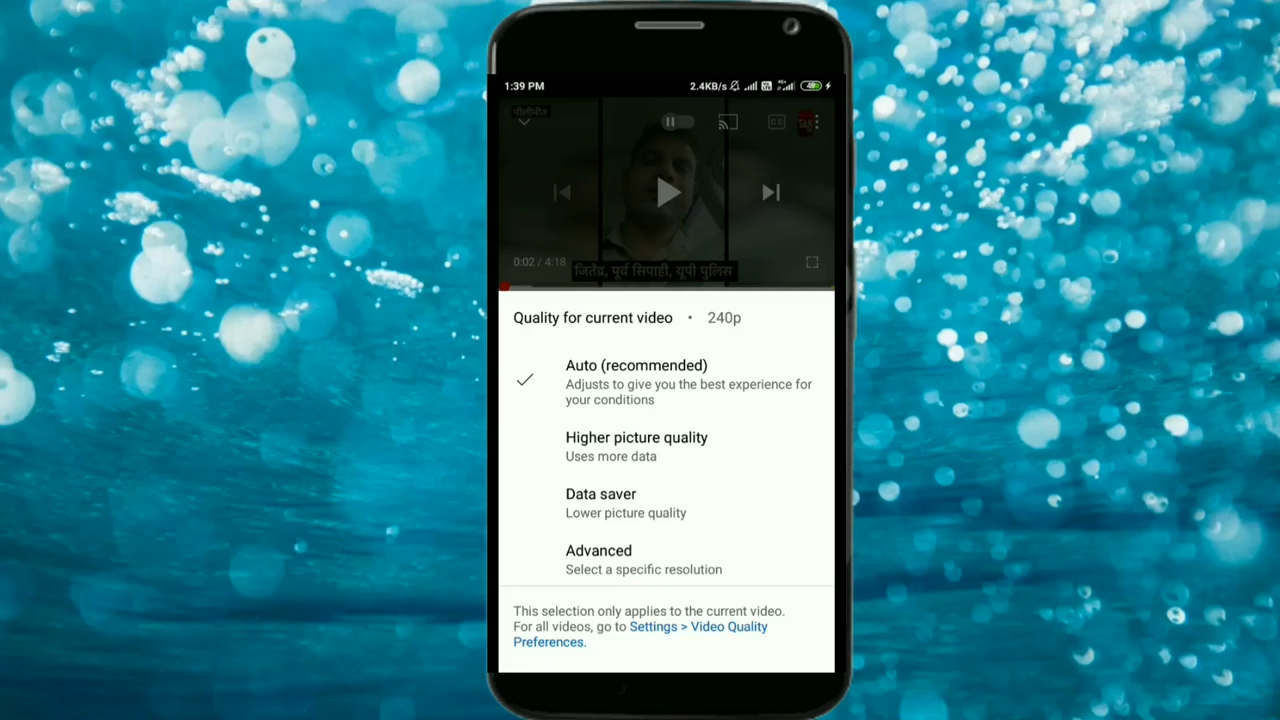 1:39 PM
2.4KB/s
पीलीभीत
CC
0:02 / 4:18
जितेंद्र, पूर्व सिपाही, यूपी पुलिस
Quality for current video • 240p
Auto (recommended)
Adjusts to give you the best experience for
your conditions
Higher picture quality
Uses more data
Data saver
Lower picture quality
Advanced
Select a specific resolution
This selection only applies to the current video.
For all videos, go to Settings > Video Quality
Preferences.